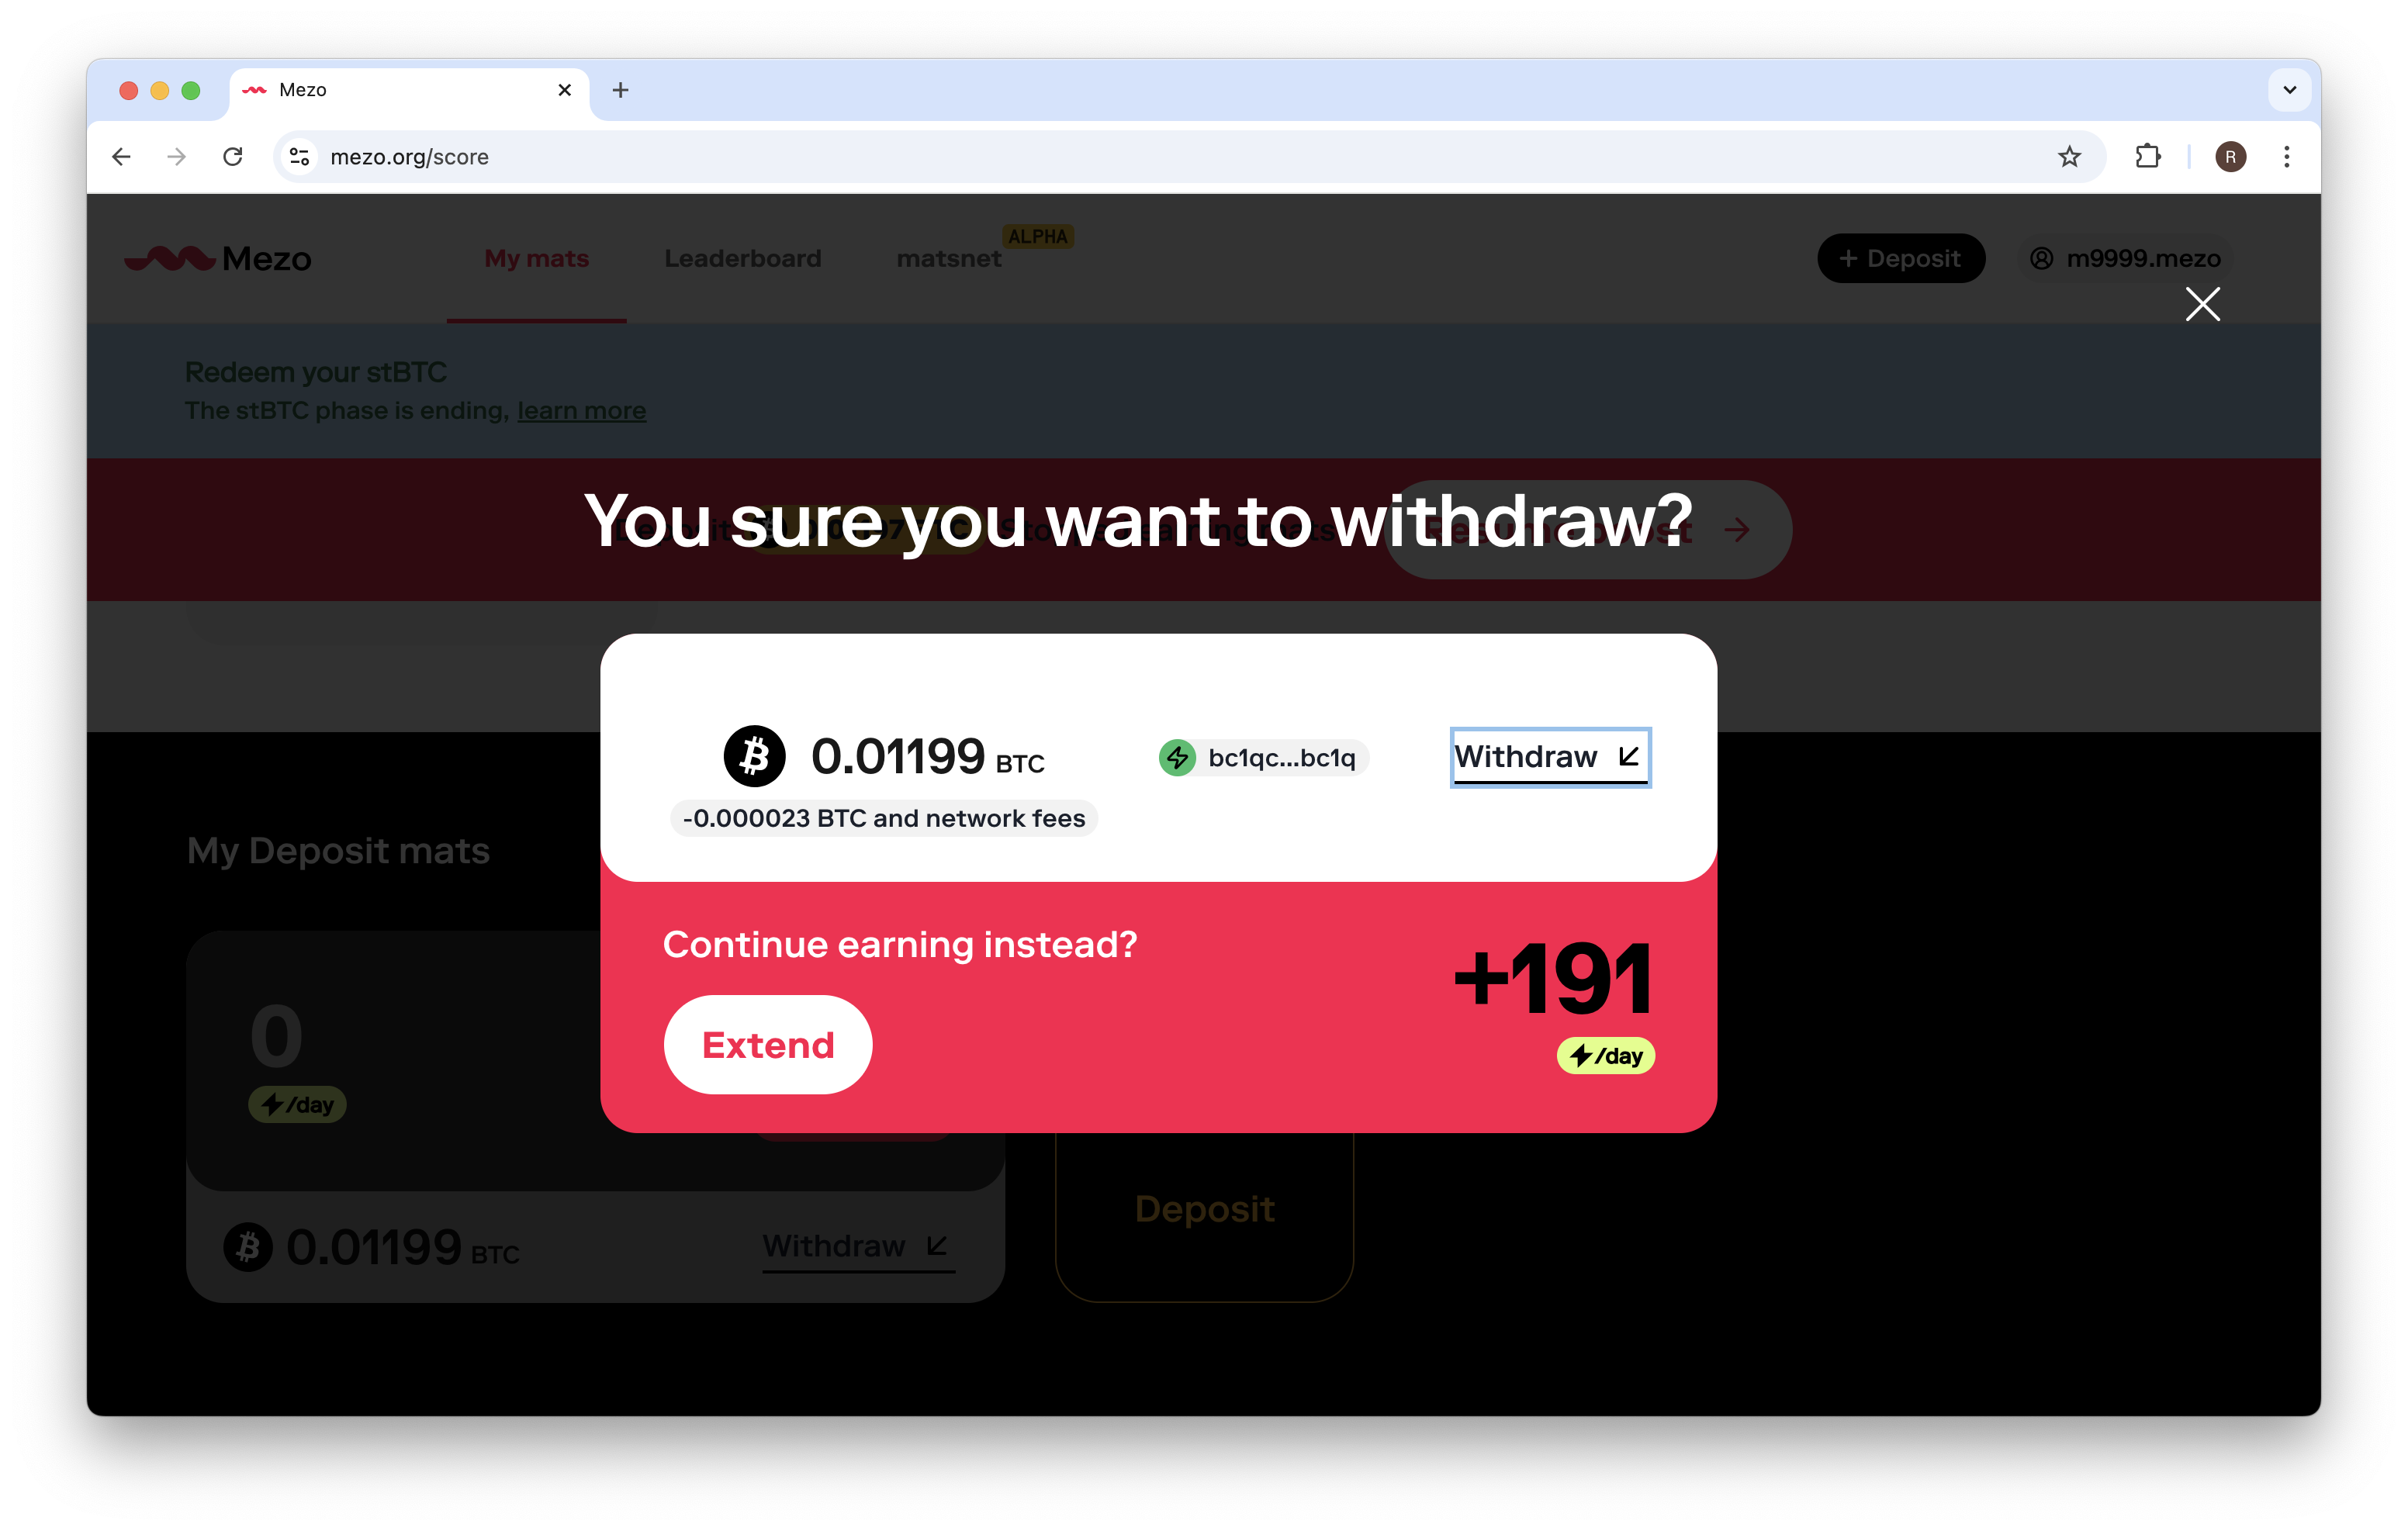 Mezo
mezo.org/score
R
Mezo
My mats
Leaderboard
matsnet
ALPHA
+ Deposit
m9999.mezo
Redeem your stBTC
The stBTC phase is ending, learn more
You sure you want to withdraw?
0.01199 BTC
bc1qc...bc1q
Withdraw
-0.000023 BTC and network fees
My Deposit mats
Continue earning instead?
+191
Extend
/day
0
/day
Deposit
0.01199 BTC
Withdraw